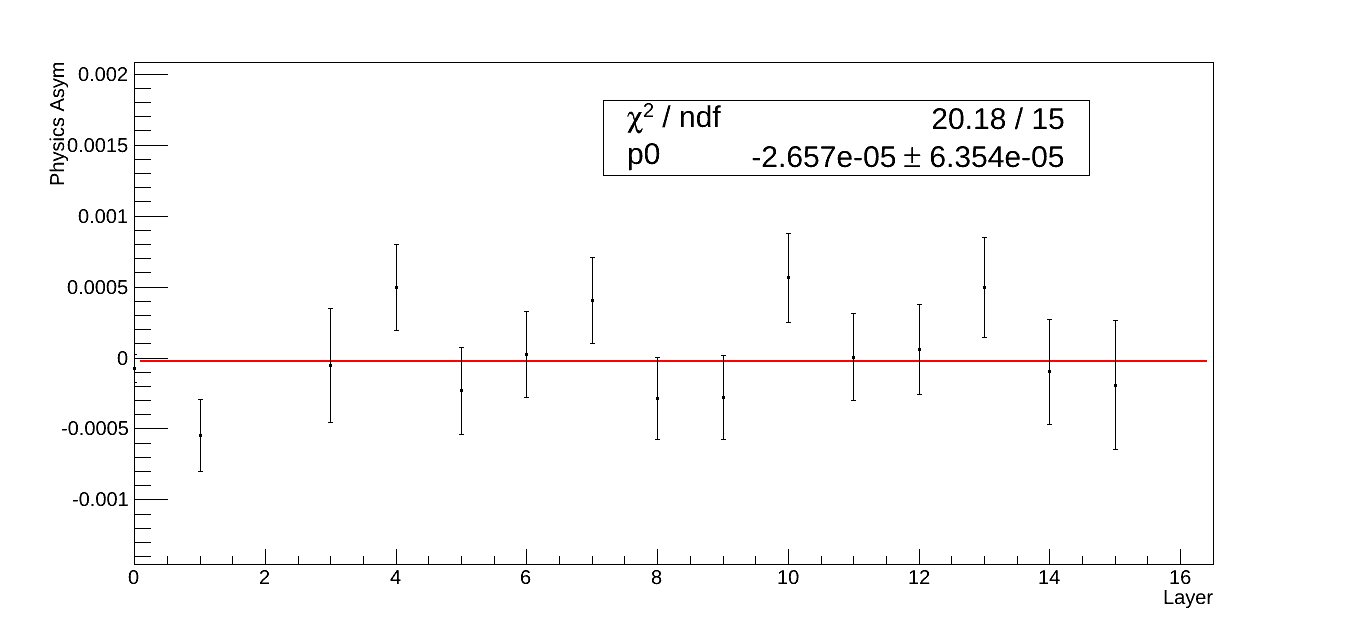 Physics Asym
0.002
0.0015
0.001
0.0005
0
-0.0005
-0.001
χ² / ndf 20.18 / 15
p0 -2.657e-05 ± 6.354e-05
0 2 4 6 8 10 12 14 16
Layer